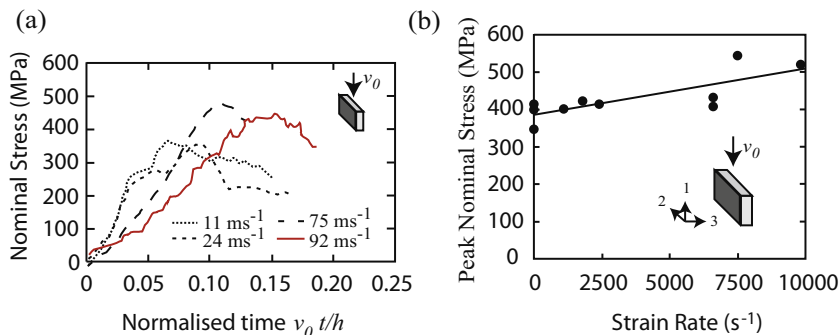 (a)
Nominal Stress (MPa)
600
500
400
300
200
100
0
v₀
11 ms⁻¹
24 ms⁻¹
75 ms⁻¹
92 ms⁻¹
0 0.05 0.10 0.15 0.20 0.25
Normalised time v₀ t/h
(b)
Peak Nominal Stress (MPa)
600
500
400
300
200
100
0
v₀
1
2
3
0 2500 5000 7500 10000
Strain Rate (s⁻¹)